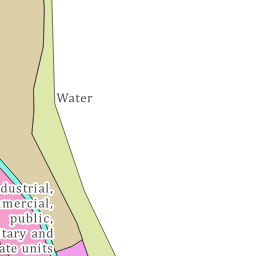 Water
dustrial,
mercial,
public,
tary and
ate units